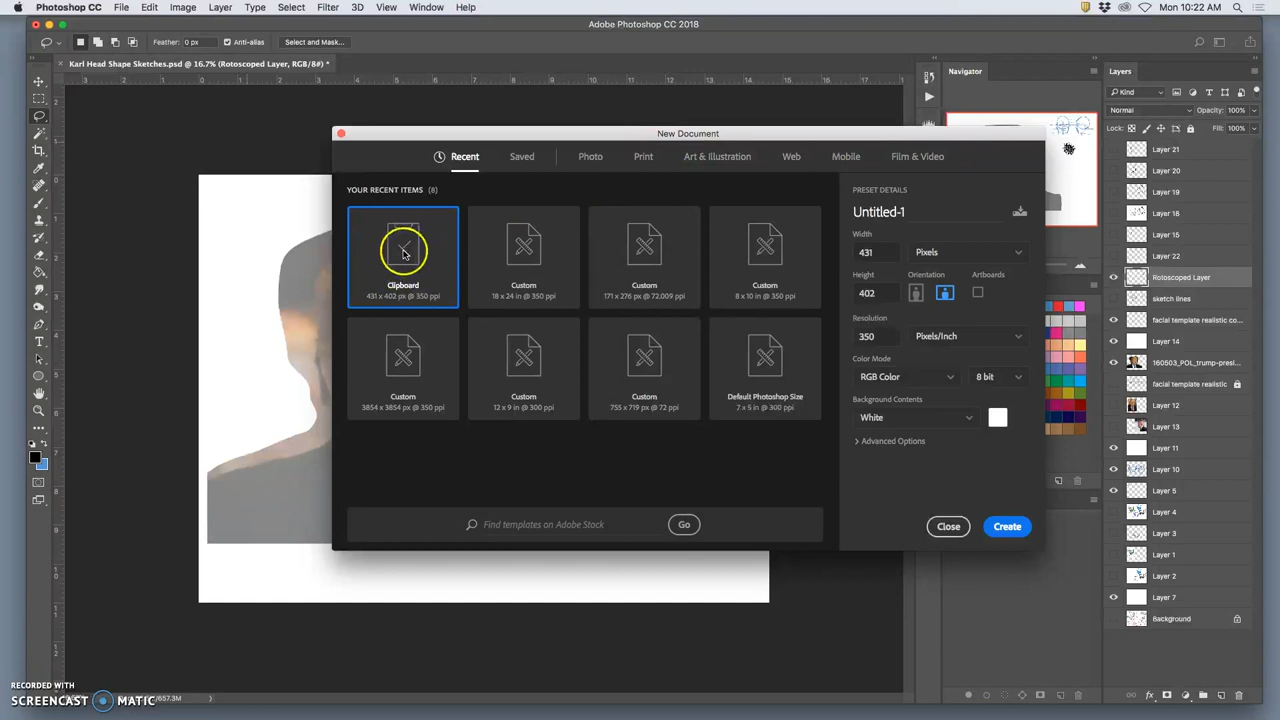 Photoshop CC File Edit Image Layer Type Select Filter 3D View Window Help Mon 10:22 AM
Adobe Photoshop CC 2018
Feather: 0 px Anti-alias Select and Mask...
Karl Head Shape Sketches.psd @ 16.7% (Rotoscoped Layer, RGB/8#) *
Navigator
New Document
Recent Saved Photo Print Art & Illustration Web Mobile Film & Video
YOUR RECENT ITEMS (8)
Clipboard
431 x 402 px @ 350 ppi
Custom
18 x 24 in @ 350 ppi
Custom
171 x 276 px @ 72.009 ppi
Custom
8 x 10 in @ 350 ppi
Custom
3854 x 3854 px @ 350 ppi
Custom
12 x 9 in @ 300 ppi
Custom
755 x 719 px @ 72 ppi
Default Photoshop Size
7 x 5 in @ 300 ppi
Find templates on Adobe Stock Go
PRESET DETAILS
Untitled-1
Width
431 Pixels
Height Orientation Artboards
402
Resolution
350 Pixels/Inch
Color Mode
RGB Color 8 bit
Background Contents
White
Advanced Options
Close Create
Layers
Kind
Normal Opacity: 100%
Lock: Fill: 100%
Layer 21
Layer 20
Layer 19
Layer 18
Layer 15
Layer 22
Rotoscoped Layer
sketch lines
facial template realistic co...
Layer 14
160503_POL_trump-presi...
facial template realistic
Layer 12
Layer 13
Layer 11
Layer 10
Layer 5
Layer 4
Layer 3
Layer 1
Layer 2
Layer 7
Background
RECORDED WITH
SCREENCAST MATIC